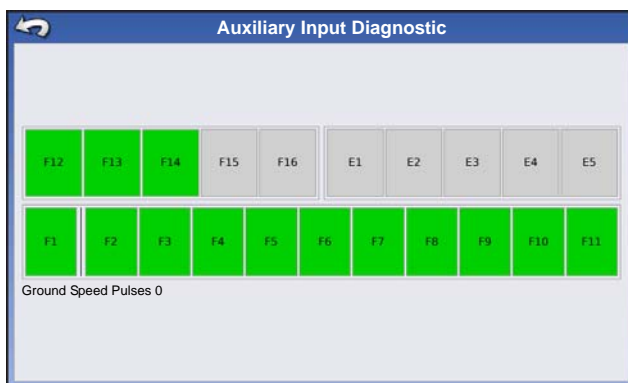 Auxiliary Input Diagnostic
F12 F13 F14 F15 F16 E1 E2 E3 E4 E5
F1 F2 F3 F4 F5 F6 F7 F8 F9 F10 F11
Ground Speed Pulses 0